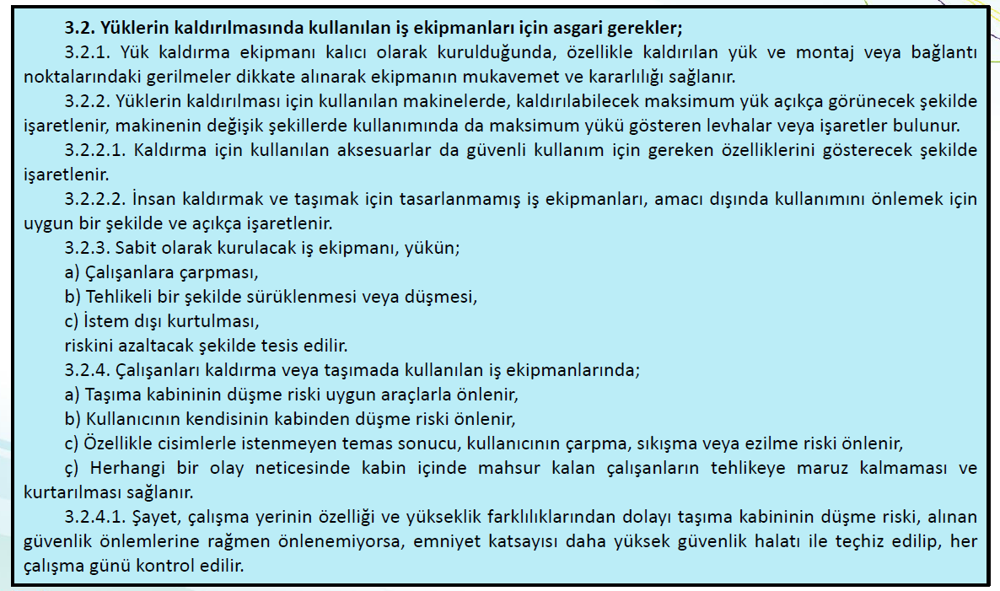 3.2. Yüklerin kaldırılmasında kullanılan iş ekipmanları için asgari gerekler;
3.2.1. Yük kaldırma ekipmanı kalıcı olarak kurulduğunda, özellikle kaldırılan yük ve montaj veya bağlantı
noktalarındaki gerilmeler dikkate alınarak ekipmanın mukavemet ve kararlılığı sağlanır.
3.2.2. Yüklerin kaldırılması için kullanılan makinelerde, kaldırılabilecek maksimum yük açıkça görünecek şekilde
işaretlenir, makinenin değişik şekillerde kullanımında da maksimum yükü gösteren levhalar veya işaretler bulunur.
3.2.2.1. Kaldırma için kullanılan aksesuarlar da güvenli kullanım için gereken özelliklerini gösterecek şekilde
işaretlenir.
3.2.2.2. İnsan kaldırmak ve taşımak için tasarlanmamış iş ekipmanları, amacı dışında kullanımını önlemek için
uygun bir şekilde ve açıkça işaretlenir.
3.2.3. Sabit olarak kurulacak iş ekipmanı, yükün;
a) Çalışanlara çarpması,
b) Tehlikeli bir şekilde sürüklenmesi veya düşmesi,
c) İstem dışı kurtulması,
riskini azaltacak şekilde tesis edilir.
3.2.4. Çalışanları kaldırma veya taşımada kullanılan iş ekipmanlarında;
a) Taşıma kabininin düşme riski uygun araçlarla önlenir,
b) Kullanıcının kendisinin kabinden düşme riski önlenir,
c) Özellikle cisimlerle istenmeyen temas sonucu, kullanıcının çarpma, sıkışma veya ezilme riski önlenir,
ç) Herhangi bir olay neticesinde kabin içinde mahsur kalan çalışanların tehlikeye maruz kalmaması ve
kurtarılması sağlanır.
3.2.4.1. Şayet, çalışma yerinin özelliği ve yükseklik farklılıklarından dolayı taşıma kabininin düşme riski, alınan
güvenlik önlemlerine rağmen önlenemiyorsa, emniyet katsayısı daha yüksek güvenlik halatı ile teçhiz edilip, her
çalışma günü kontrol edilir.